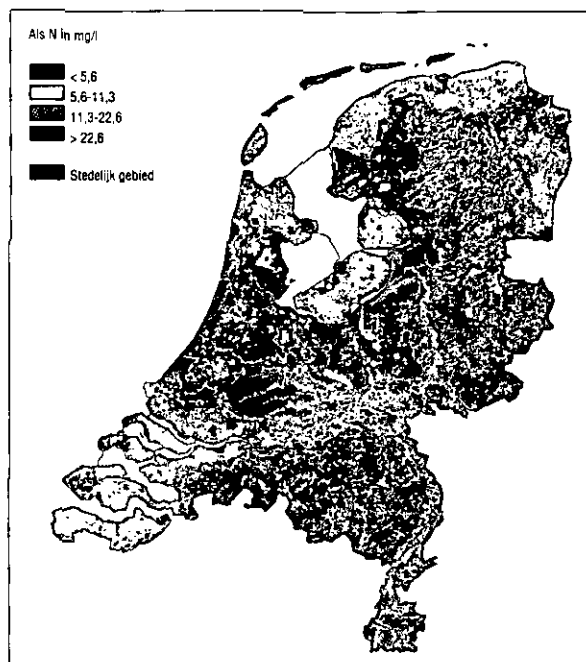 Als N in mg/l
< 5,6
5,6-11,3
11,3-22,6
> 22,6
Stedelijk gebied